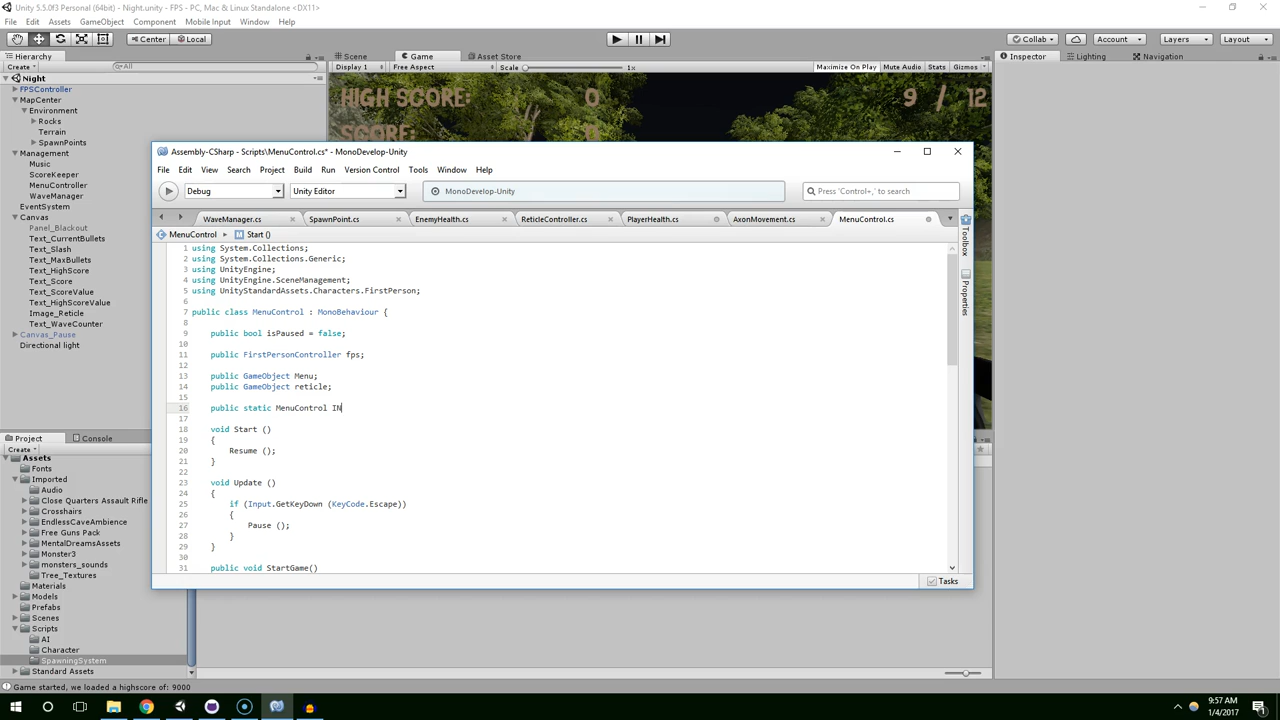 Unity 5.5.0f3 Personal (64bit) - Night.unity - FPS - PC, Mac & Linux Standalone <DX11>
File Edit Assets GameObject Component Mobile Input Window Help
Center Local Collab Account Layers Layout
Hierarchy Scene Game Asset Store Inspector Lighting Navigation
Create All Display 1 Free Aspect Scale 1x Maximize On Play Mute Audio Stats Gizmos
Night
FPSController
MapCenter
Environment
Rocks
Terrain
SpawnPoints
Management
Music
ScoreKeeper
MenuController
WaveManager
EventSystem
Canvas
Panel_Blackout
Text_CurrentBullets
Text_Slash
Text_MaxBullets
Text_HighScore
Text_Score
Text_ScoreValue
Text_HighScoreValue
Image_Reticle
Text_WaveCounter
Canvas_Pause
Directional light
HIGH SCORE: 0 9 / 12
SCORE: 0
Assembly-CSharp - Scripts\MenuControl.cs* - MonoDevelop-Unity
File Edit View Search Project Build Run Version Control Tools Window Help
Debug Unity Editor MonoDevelop-Unity Press 'Control+,' to search
WaveManager.cs SpawnPoint.cs EnemyHealth.cs ReticleController.cs PlayerHealth.cs AxonMovement.cs MenuControl.cs
MenuControl Start ()
1 using System.Collections;
2 using System.Collections.Generic;
3 using UnityEngine;
4 using UnityEngine.SceneManagement;
5 using UnityStandardAssets.Characters.FirstPerson;
6
7 public class MenuControl : MonoBehaviour {
8
9 public bool isPaused = false;
10
11 public FirstPersonController fps;
12
13 public GameObject Menu;
14 public GameObject reticle;
15
16 public static MenuControl IN
17
18 void Start ()
19 {
20 Resume ();
21 }
22
23 void Update ()
24 {
25 if (Input.GetKeyDown (KeyCode.Escape))
26 {
27 Pause ();
28 }
29 }
30
31 public void StartGame()
Toolbox
Properties
Tasks
Project Console
Create
Assets
Fonts
Imported
Audio
Close Quarters Assault Rifle
Crosshairs
EndlessCaveAmbience
Free Guns Pack
MentalDreamsAssets
Monster3
monsters_sounds
Tree_Textures
Materials
Models
Prefabs
Scenes
Scripts
AI
Character
SpawningSystem
Standard Assets
Game started, we loaded a highscore of: 9000
9:57 AM
1/4/2017
1